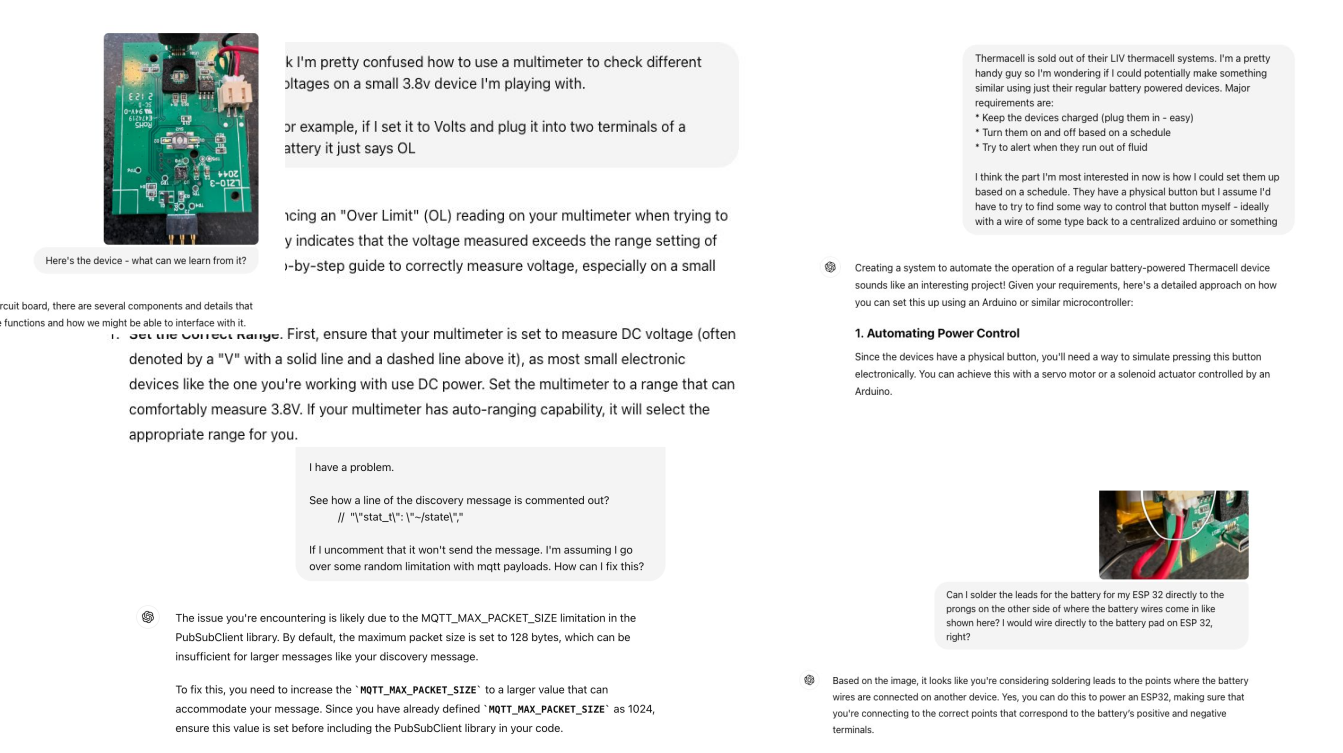 k I'm pretty confused how to use a multimeter to check different
oltages on a small 3.8v device I'm playing with.
or example, if I set it to Volts and plug it into two terminals of a
attery it just says OL
Here's the device - what can we learn from it?
rcuit board, there are several components and details that
e functions and how we might be able to interface with it.
ncing an "Over Limit" (OL) reading on your multimeter when trying to
y indicates that the voltage measured exceeds the range setting of
-by-step guide to correctly measure voltage, especially on a small
1. Set the Correct Range. First, ensure that your multimeter is set to measure DC voltage (often
denoted by a "V" with a solid line and a dashed line above it), as most small electronic
devices like the one you're working with use DC power. Set the multimeter to a range that can
comfortably measure 3.8V. If your multimeter has auto-ranging capability, it will select the
appropriate range for you.
I have a problem.
See how a line of the discovery message is commented out?
// "\"stat_t\": \"~/state\","
If I uncomment that it won't send the message. I'm assuming I go
over some random limitation with mqtt payloads. How can I fix this?
The issue you're encountering is likely due to the MQTT_MAX_PACKET_SIZE limitation in the
PubSubClient library. By default, the maximum packet size is set to 128 bytes, which can be
insufficient for larger messages like your discovery message.
To fix this, you need to increase the `MQTT_MAX_PACKET_SIZE` to a larger value that can
accommodate your message. Since you have already defined `MQTT_MAX_PACKET_SIZE` as 1024,
ensure this value is set before including the PubSubClient library in your code.
Thermacell is sold out of their LIV thermacell systems. I'm a pretty
handy guy so I'm wondering if I could potentially make something
similar using just their regular battery powered devices. Major
requirements are:
* Keep the devices charged (plug them in - easy)
* Turn them on and off based on a schedule
* Try to alert when they run out of fluid
I think the part I'm most interested in now is how I could set them up
based on a schedule. They have a physical button but I assume I'd
have to try to find some way to control that button myself - ideally
with a wire of some type back to a centralized arduino or something
Creating a system to automate the operation of a regular battery-powered Thermacell device
sounds like an interesting project! Given your requirements, here's a detailed approach on how
you can set this up using an Arduino or similar microcontroller:
1. Automating Power Control
Since the devices have a physical button, you'll need a way to simulate pressing this button
electronically. You can achieve this with a servo motor or a solenoid actuator controlled by an
Arduino.
Can I solder the leads for the battery for my ESP 32 directly to the
prongs on the other side of where the battery wires come in like
shown here? I would wire directly to the battery pad on ESP 32,
right?
Based on the image, it looks like you're considering soldering leads to the points where the battery
wires are connected on another device. Yes, you can do this to power an ESP32, making sure that
you're connecting to the correct points that correspond to the battery's positive and negative
terminals.
2123
94V-0
E474219
RoHS
2044
LZ10-3